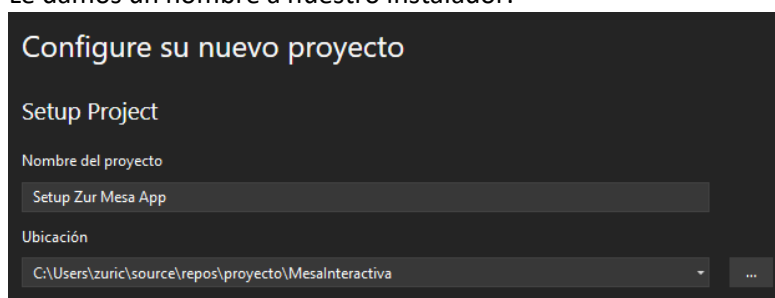 Le damos un nombre a nuestro instalador:
Configure su nuevo proyecto
Setup Project
Nombre del proyecto
Setup Zur Mesa App
Ubicación
C:\Users\zuric\source\repos\proyecto\MesaInteractiva
...